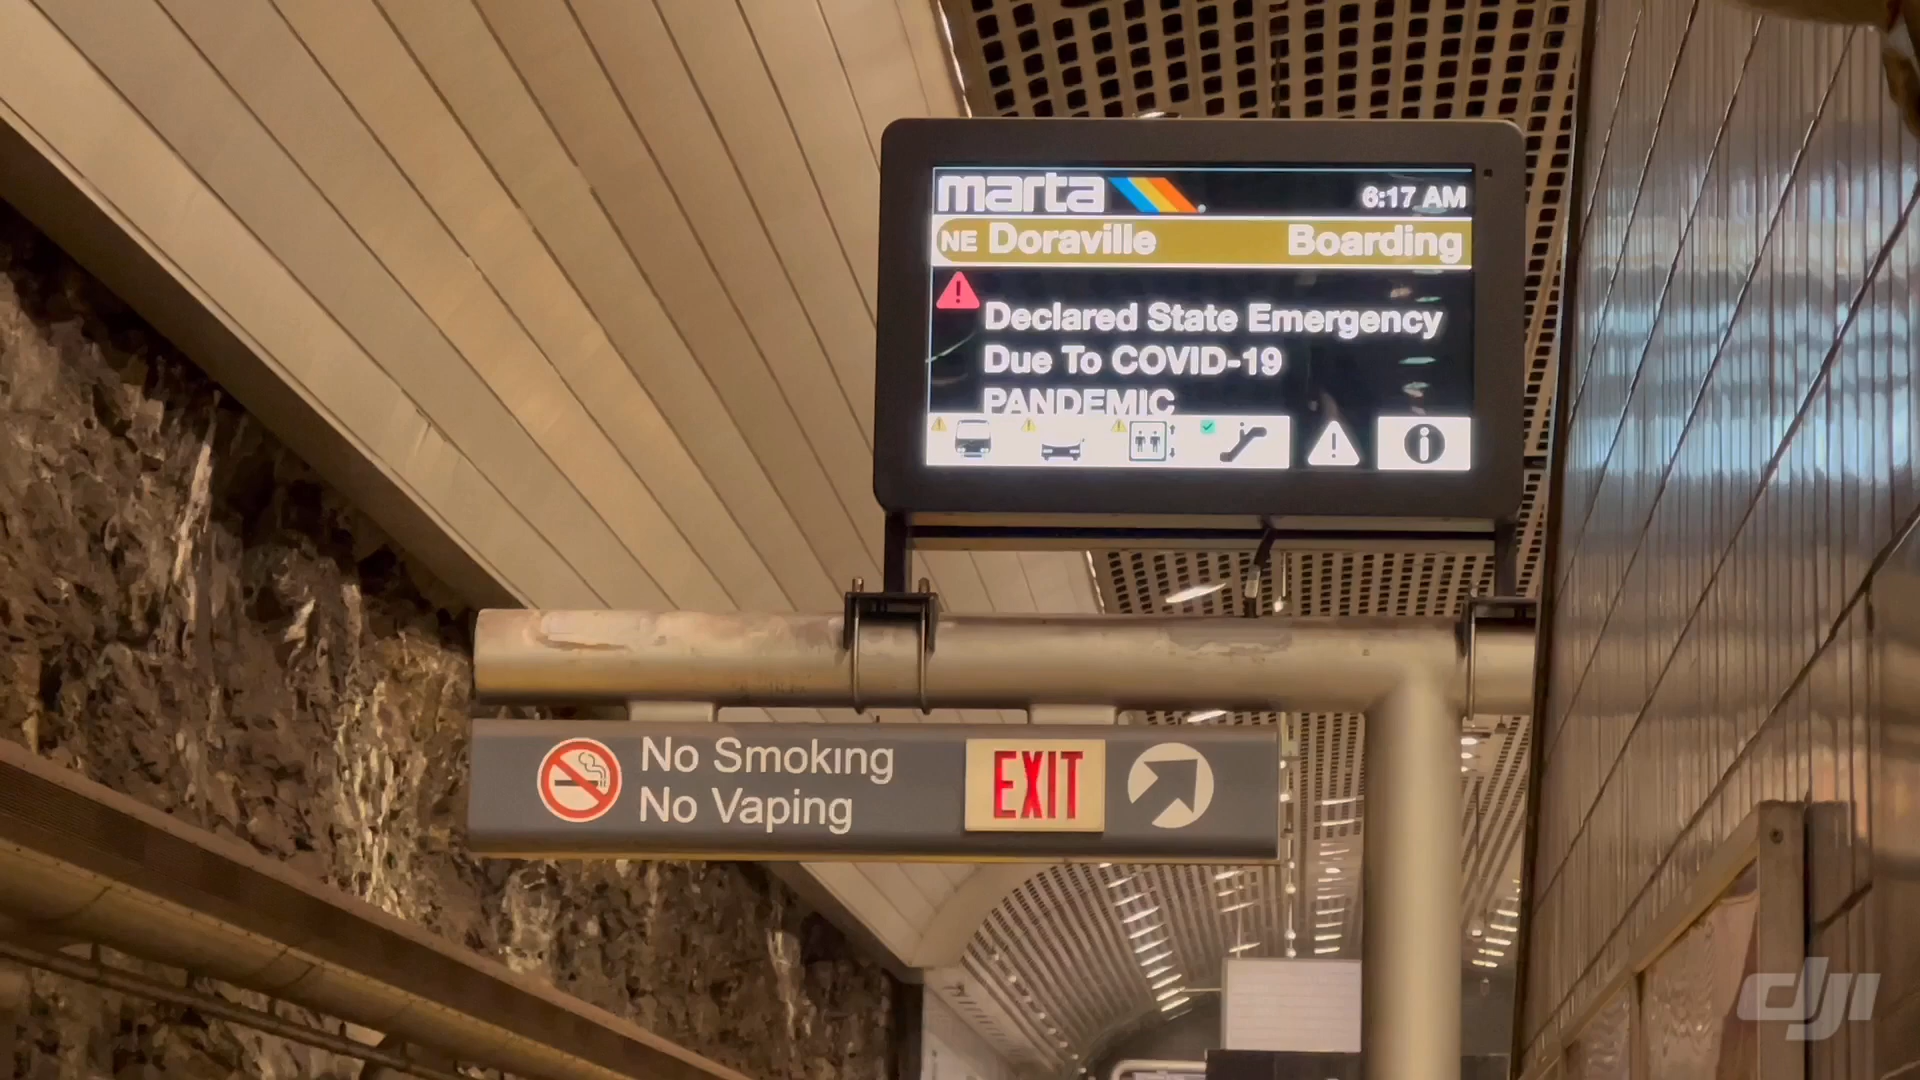 marta 6:17 AM
NE Doraville Boarding
Declared State Emergency
Due To COVID-19
PANDEMIC
No Smoking
No Vaping
EXIT
dji